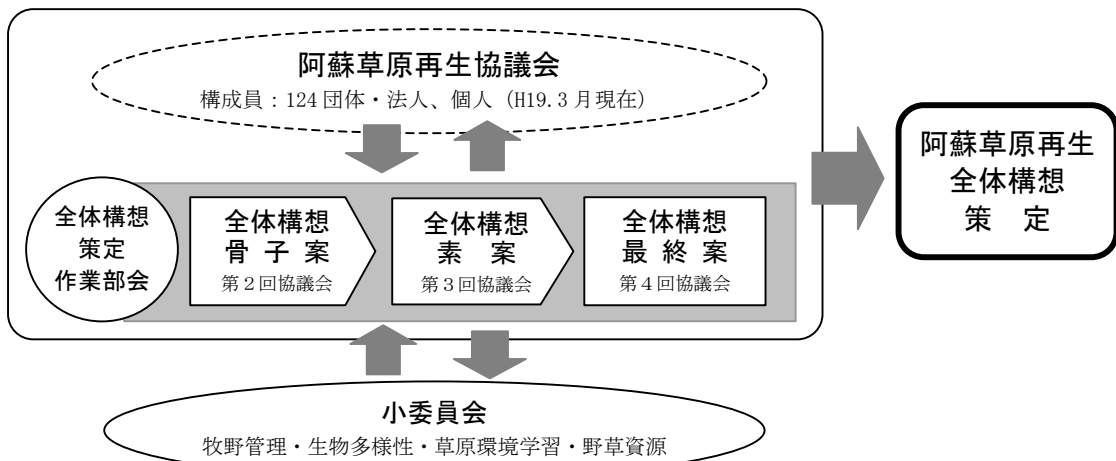 阿蘇草原再生協議会
構成員：124団体・法人、個人（H19.3月現在）
全体構想
策定
作業部会
全体構想
骨子案
第２回協議会
全体構想
素案
第３回協議会
全体構想
最終案
第４回協議会
阿蘇草原再生
全体構想
策　定
小委員会
牧野管理・生物多様性・草原環境学習・野草資源